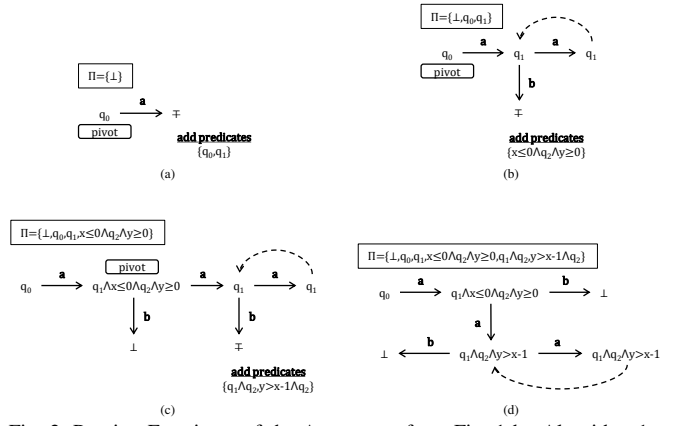 Π={⊥}
q₀
a
∓
pivot
add predicates
{q₀,q₁}
(a)
Π={⊥,q₀,q₁}
q₀
a
q₁
a
q₁
pivot
b
∓
add predicates
{x≤0∧q₂∧y≥0}
(b)
Π={⊥,q₀,q₁,x≤0∧q₂∧y≥0}
pivot
q₀
a
q₁∧x≤0∧q₂∧y≥0
a
q₁
a
q₁
b
b
⊥
∓
add predicates
{q₁∧q₂,y>x-1∧q₂}
(c)
Π={⊥,q₀,q₁,x≤0∧q₂∧y≥0,q₁∧q₂,y>x-1∧q₂}
q₀
a
q₁∧x≤0∧q₂∧y≥0
b
⊥
a
⊥
b
q₁∧q₂∧y>x-1
a
q₁∧q₂∧y>x-1
(d)